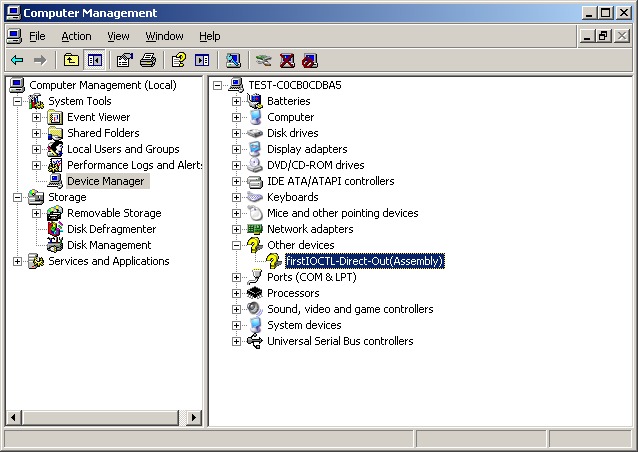 Computer Management
File Action View Window Help
Computer Management (Local)
System Tools
Event Viewer
Shared Folders
Local Users and Groups
Performance Logs and Alerts
Device Manager
Storage
Removable Storage
Disk Defragmenter
Disk Management
Services and Applications
TEST-C0CB0CDBA5
Batteries
Computer
Disk drives
Display adapters
DVD/CD-ROM drives
IDE ATA/ATAPI controllers
Keyboards
Mice and other pointing devices
Network adapters
Other devices
firstIOCTL-Direct-Out(Assembly)
Ports (COM & LPT)
Processors
Sound, video and game controllers
System devices
Universal Serial Bus controllers